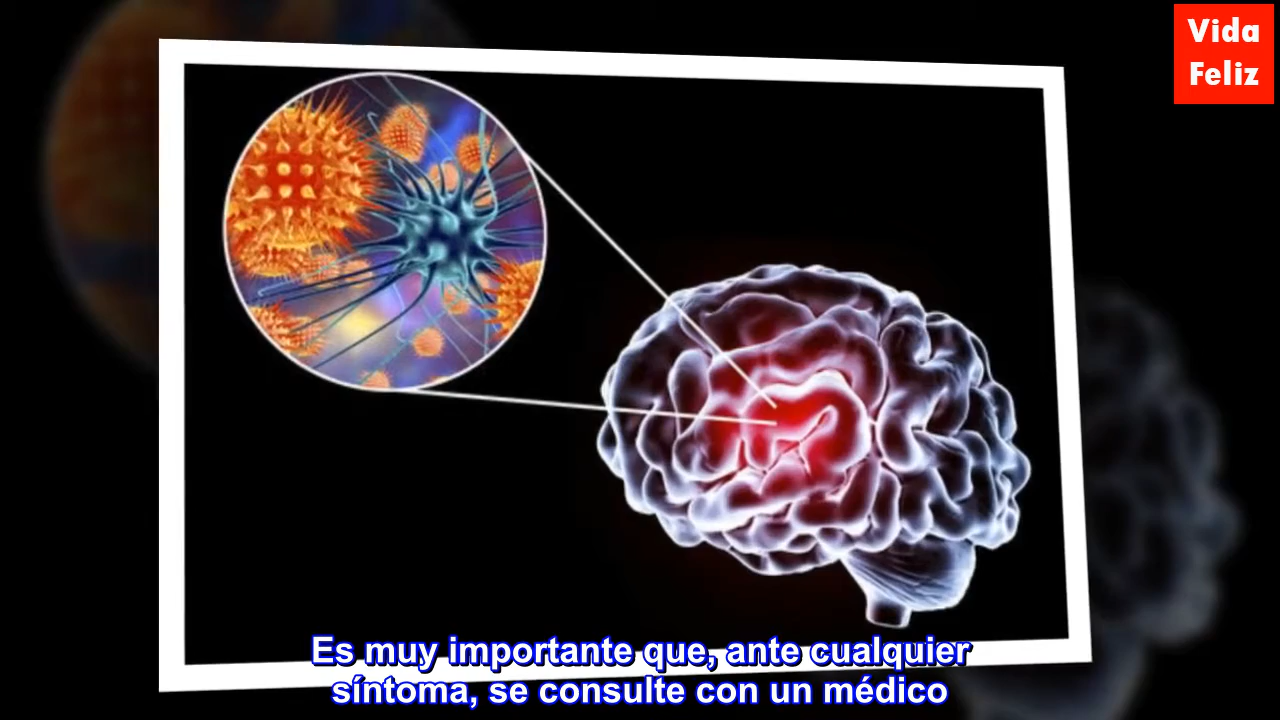 Vida
Feliz
Es muy importante que, ante cualquier
síntoma, se consulte con un médico